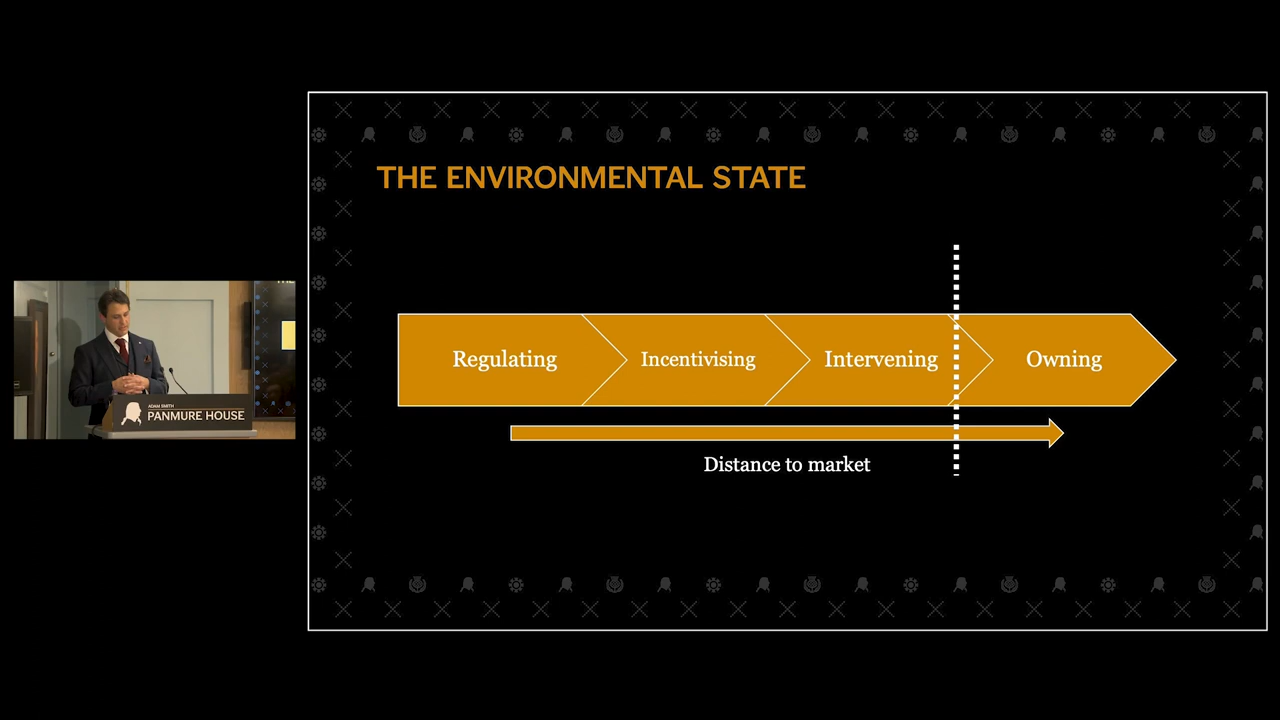 THE ENVIRONMENTAL STATE
Regulating
Incentivising
Intervening
Owning
Distance to market
ADAM SMITH
PANMURE HOUSE